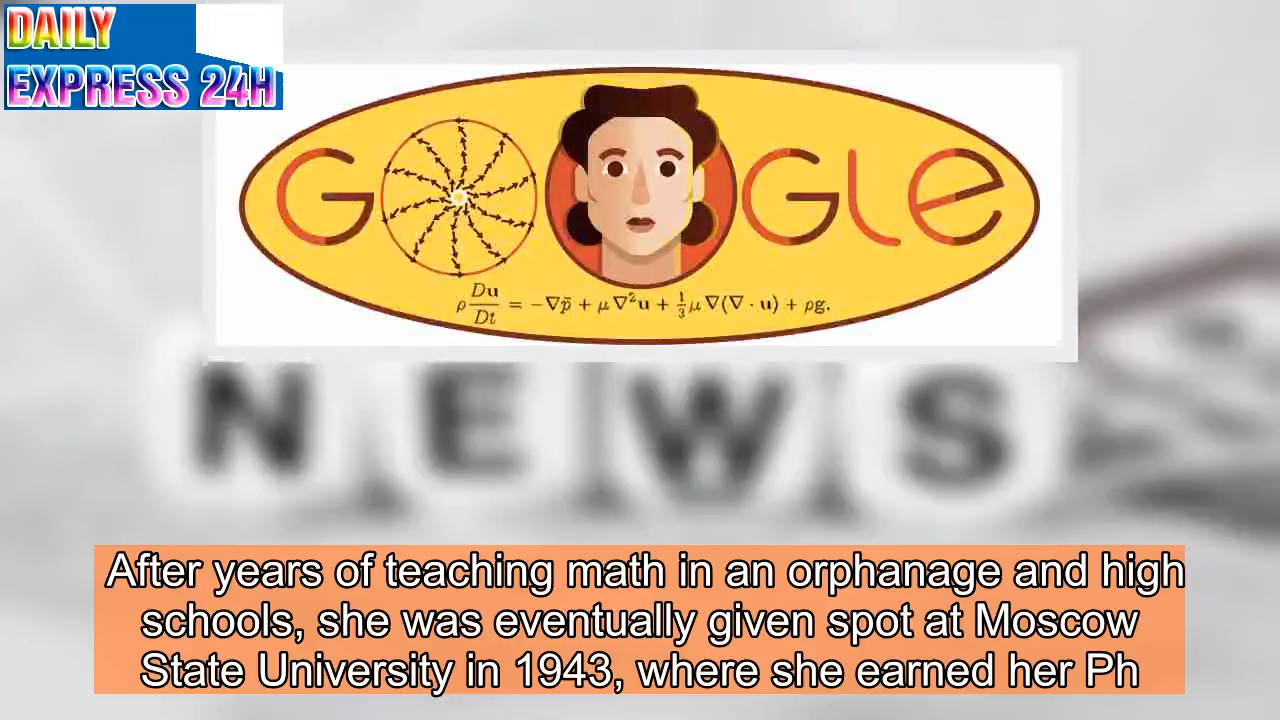 DAILY
EXPRESS 24H
GOOGLE
ρ Du/Dt = −∇p̄ + μ∇²u + ⅓μ∇(∇ · u) + ρg.
NEWS
After years of teaching math in an orphanage and high
schools, she was eventually given spot at Moscow
State University in 1943, where she earned her Ph